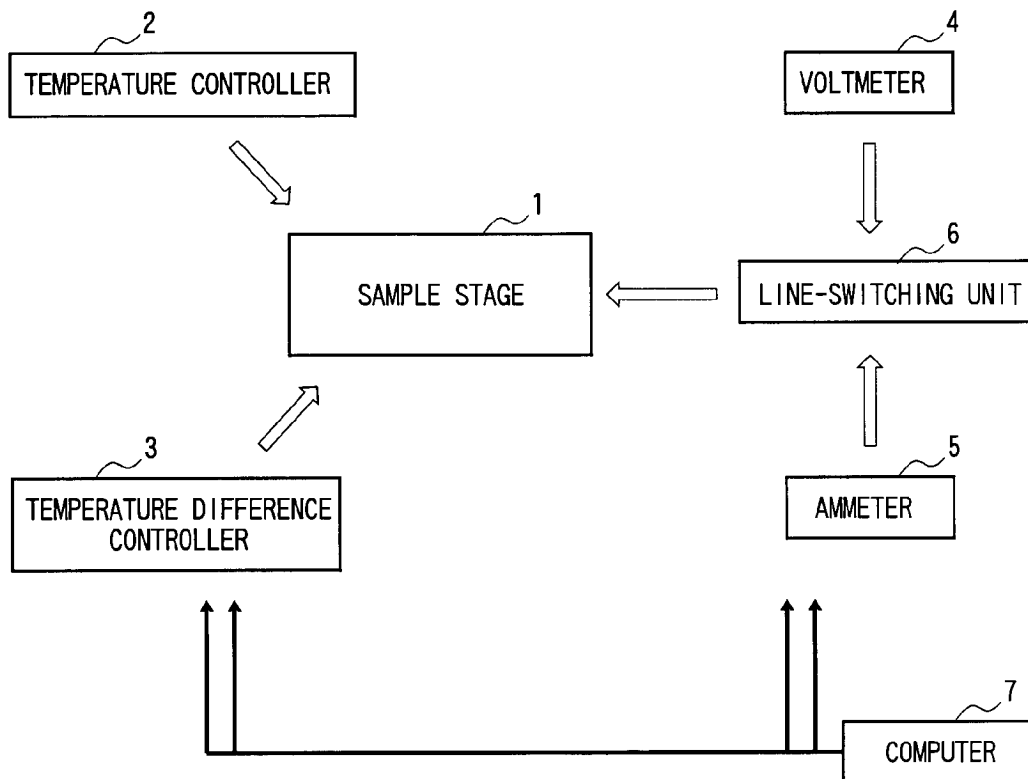 2
TEMPERATURE CONTROLLER
4
VOLTMETER
1
SAMPLE STAGE
6
LINE-SWITCHING UNIT
3
TEMPERATURE DIFFERENCE
CONTROLLER
5
AMMETER
7
COMPUTER